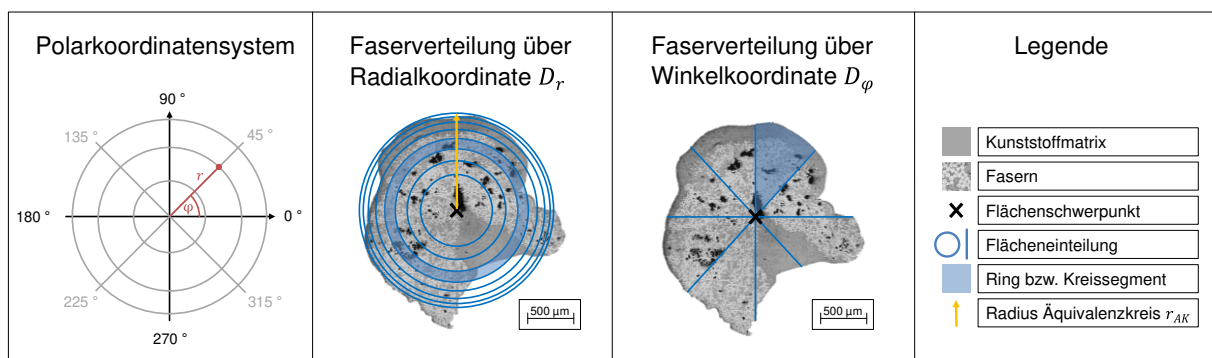 Polarkoordinatensystem
90 °
135 °
45 °
r
φ
180 °
0 °
225 °
315 °
270 °
Faserverteilung über
Radialkoordinate D_r
500 µm
Faserverteilung über
Winkelkoordinate D_φ
500 µm
Legende
Kunststoffmatrix
Fasern
Flächenschwerpunkt
Flächeneinteilung
Ring bzw. Kreissegment
Radius Äquivalenzkreis r_AK